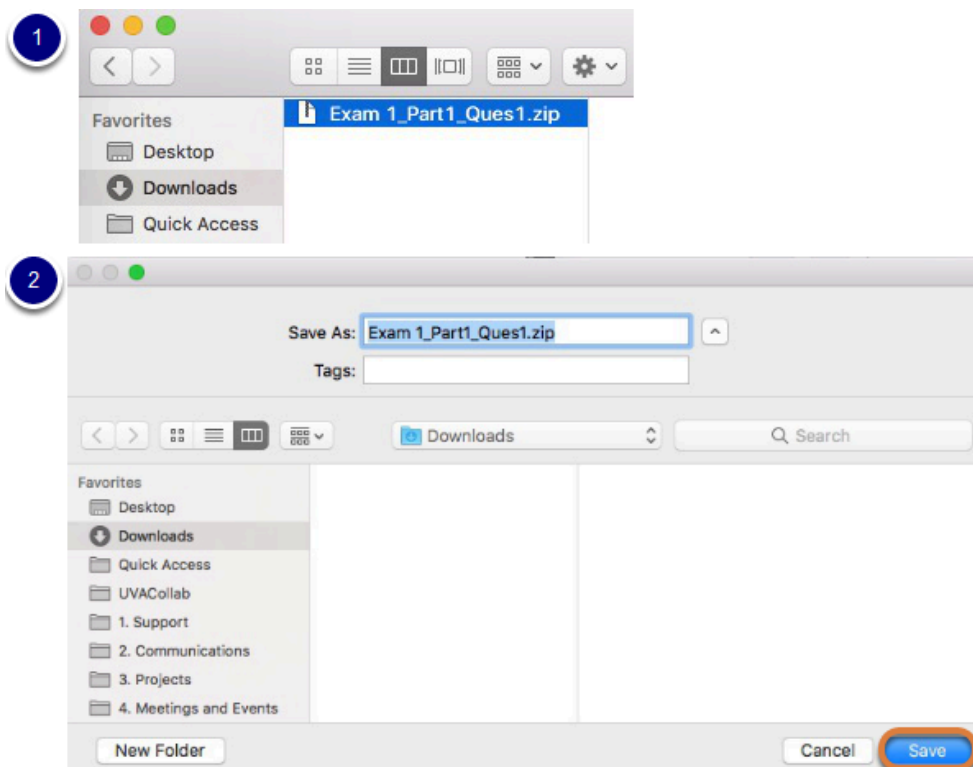 1
Favorites
Exam 1_Part1_Ques1.zip
Desktop
Downloads
Quick Access
2
Save As: Exam 1_Part1_Ques1.zip
Tags:
Downloads
Search
Favorites
Desktop
Downloads
Quick Access
UVACollab
1. Support
2. Communications
3. Projects
4. Meetings and Events
New Folder
Cancel
Save